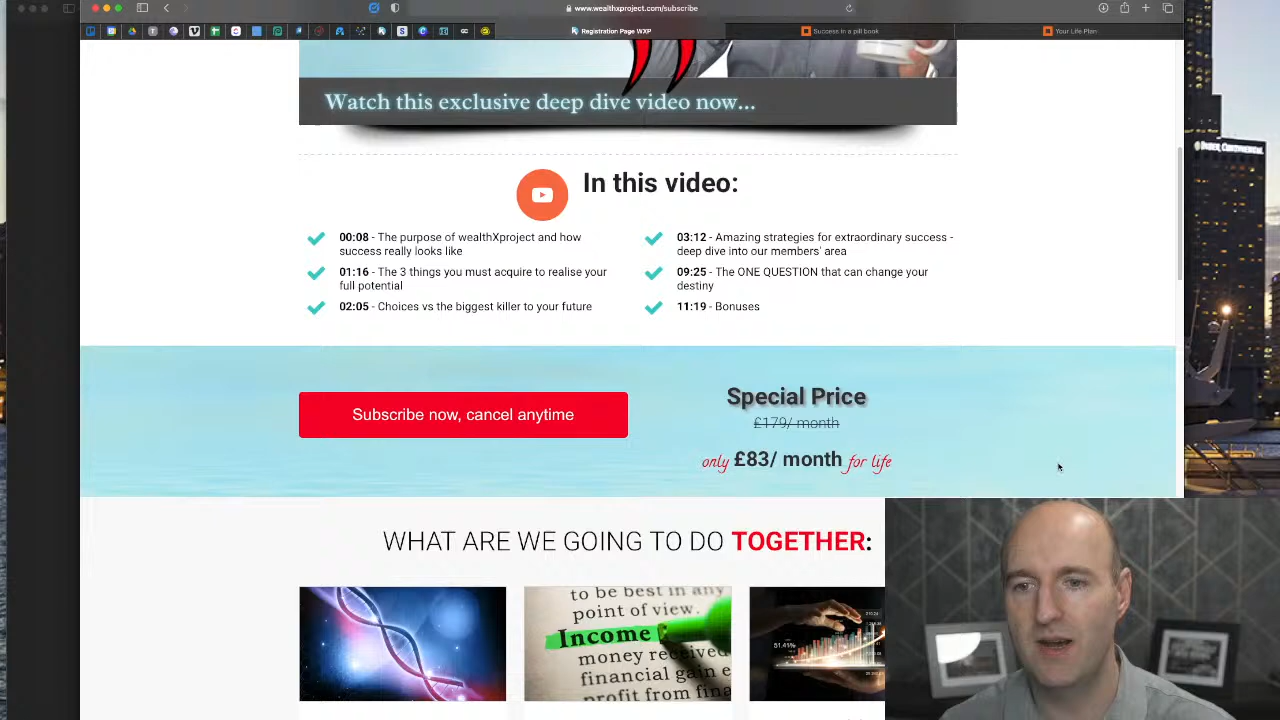 www.wealthxproject.com/subscribe
Registration Page WXP
Success in a pill book
Your Life Plan
Watch this exclusive deep dive video now...
In this video:
00:08 - The purpose of wealthXproject and how
success really looks like
01:16 - The 3 things you must acquire to realise your
full potential
02:05 - Choices vs the biggest killer to your future
03:12 - Amazing strategies for extraordinary success -
deep dive into our members' area
09:25 - The ONE QUESTION that can change your
destiny
11:19 - Bonuses
Subscribe now, cancel anytime
Special Price
£179/ month
only £83/ month for life
WHAT ARE WE GOING TO DO TOGETHER:
to be best in any
point of view.
Income
money received
financial gain
profit from fina
51.41%